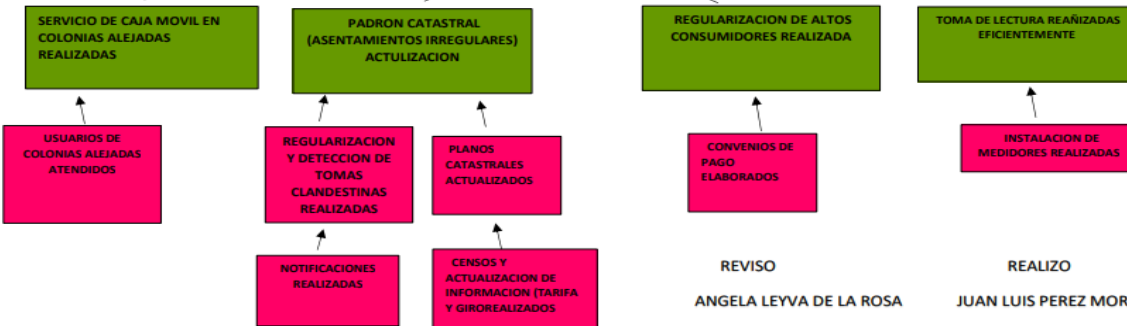 SERVICIO DE CAJA MOVIL EN
COLONIAS ALEJADAS
REALIZADAS
PADRON CATASTRAL
(ASENTAMIENTOS IRREGULARES)
ACTULIZACION
REGULARIZACION DE ALTOS
CONSUMIDORES REALIZADA
TOMA DE LECTURA REAÑIZADAS
EFICIENTEMENTE
USUARIOS DE
COLONIAS ALEJADAS
ATENDIDOS
REGULARIZACION
Y DETECCION DE
TOMAS
CLANDESTINAS
REALIZADAS
PLANOS
CATASTRALES
ACTUALIZADOS
CONVENIOS DE
PAGO
ELABORADOS
INSTALACION DE
MEDIDORES REALIZADAS
NOTIFICACIONES
REALIZADAS
CENSOS Y
ACTUALIZACION DE
INFORMACION (TARIFA
Y GIROREALIZADOS
REVISO
ANGELA LEYVA DE LA ROSA
REALIZO
JUAN LUIS PEREZ MOR